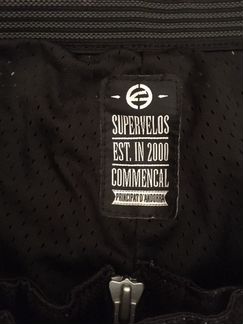 SUPERVELOS
EST. IN 2000
COMMENCAL
PRINCIPAT D'ANDORRA